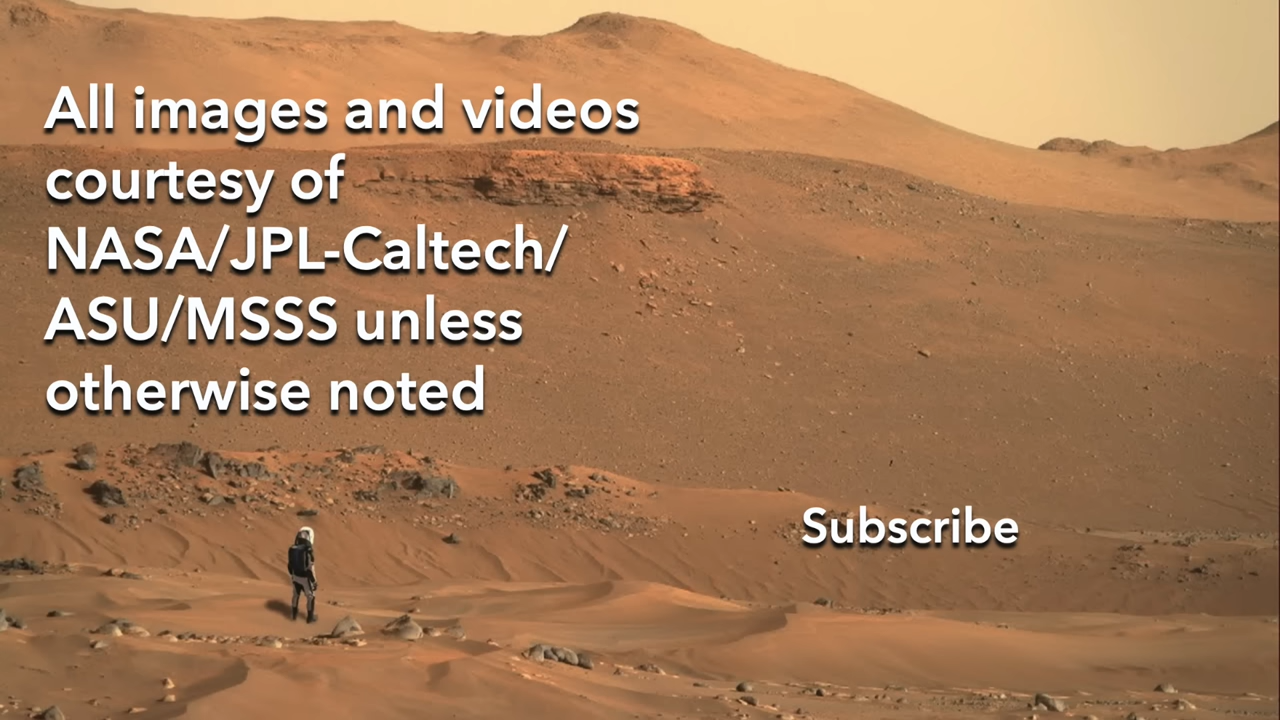 All images and videos
courtesy of
NASA/JPL-Caltech/
ASU/MSSS unless
otherwise noted
Subscribe